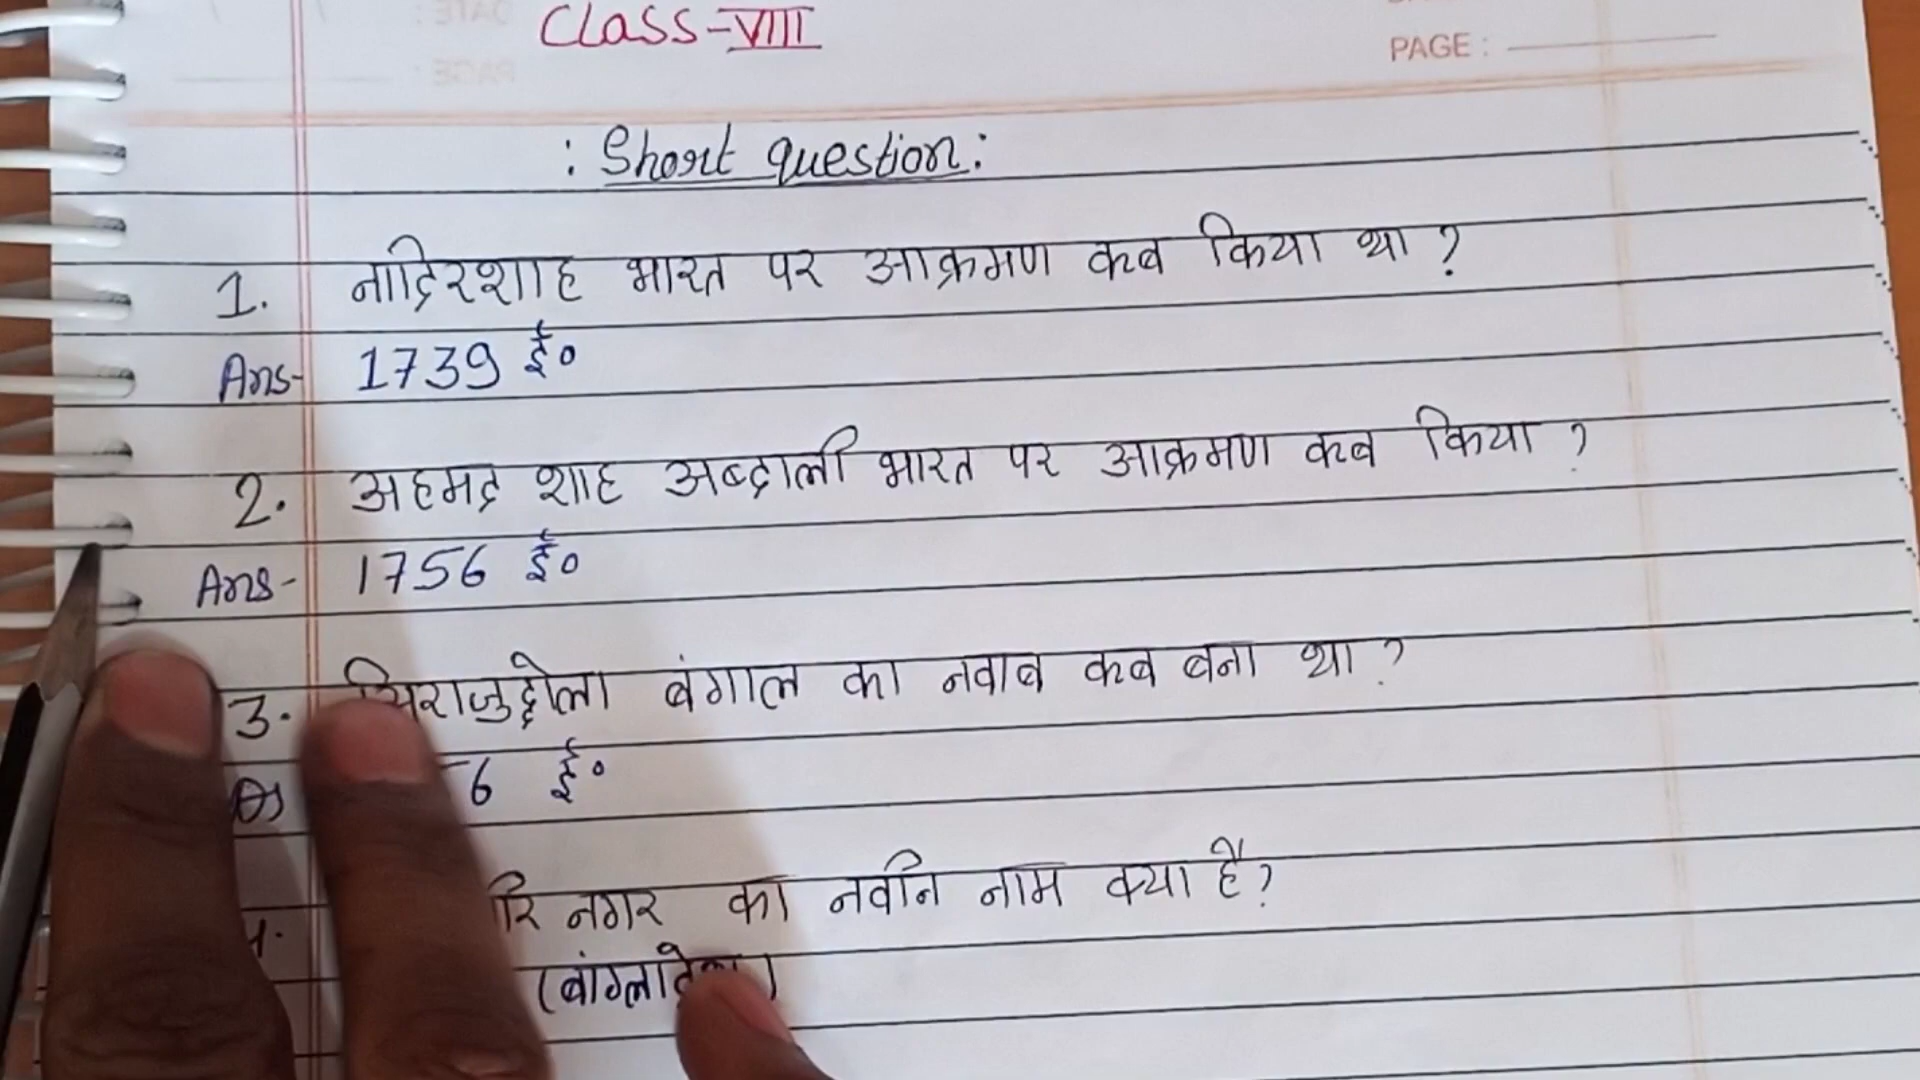 Class-VIII
PAGE :
: Short question :
1. नादिरशाह भारत पर आक्रमण कब किया था ?
Ans- 1739 ई०
2. अहमद शाह अब्दाली भारत पर आक्रमण कब किया ?
Ans- 1756 ई०
3. सिराजुद्दोला बंगाल का नवाब कब बना था ?
6 ई०
नगर का नवीन नाम क्या है ?